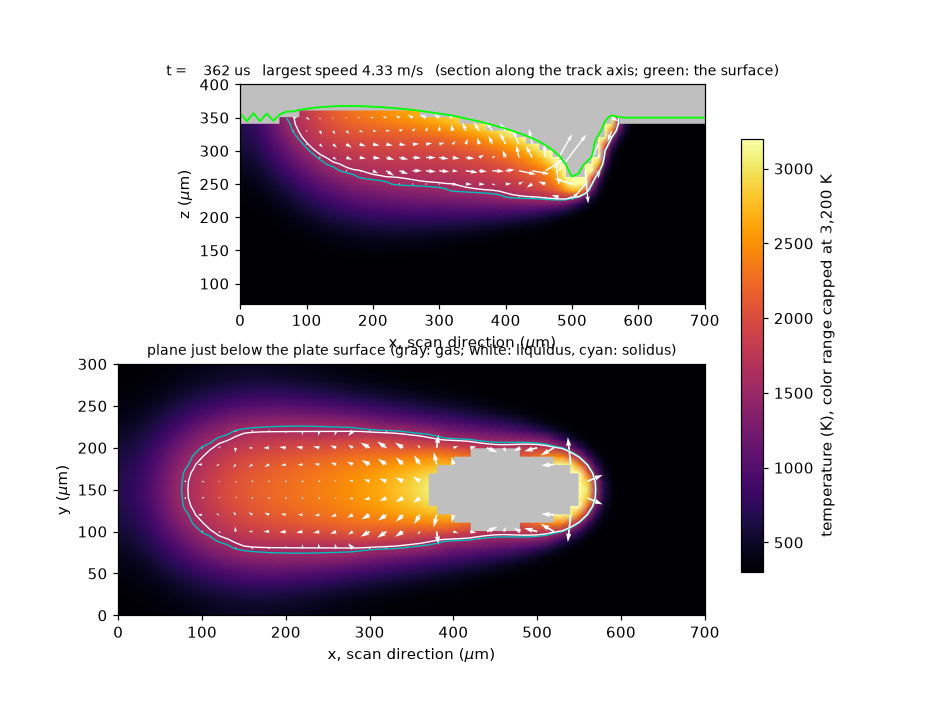 t =    362 us   largest speed 4.33 m/s   (section along the track axis; green: the surface)
400
350
300
250
200
150
100
z (μm)
0 100 200 300 400 500 600 700
x, scan direction (μm)
plane just below the plate surface (gray: gas; white: liquidus, cyan: solidus)
300
250
200
150
100
50
0
y (μm)
0 100 200 300 400 500 600 700
x, scan direction (μm)
3000
2500
2000
1500
1000
500
temperature (K), color range capped at 3,200 K